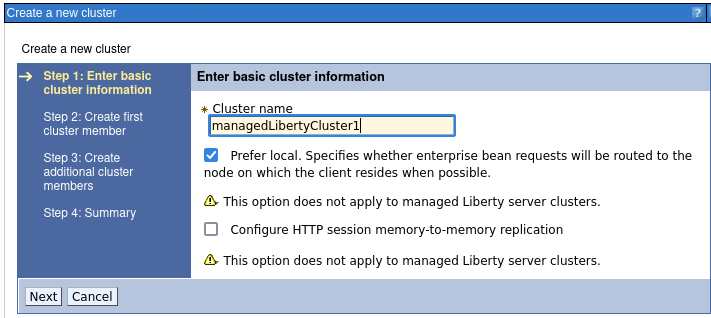 Create a new cluster
?
Create a new cluster
Step 1: Enter basic
cluster information
Step 2: Create first
cluster member
Step 3: Create
additional cluster
members
Step 4: Summary
Enter basic cluster information
* Cluster name
managedLibertyCluster1
Prefer local. Specifies whether enterprise bean requests will be routed to the
node on which the client resides when possible.
This option does not apply to managed Liberty server clusters.
Configure HTTP session memory-to-memory replication
This option does not apply to managed Liberty server clusters.
Next Cancel